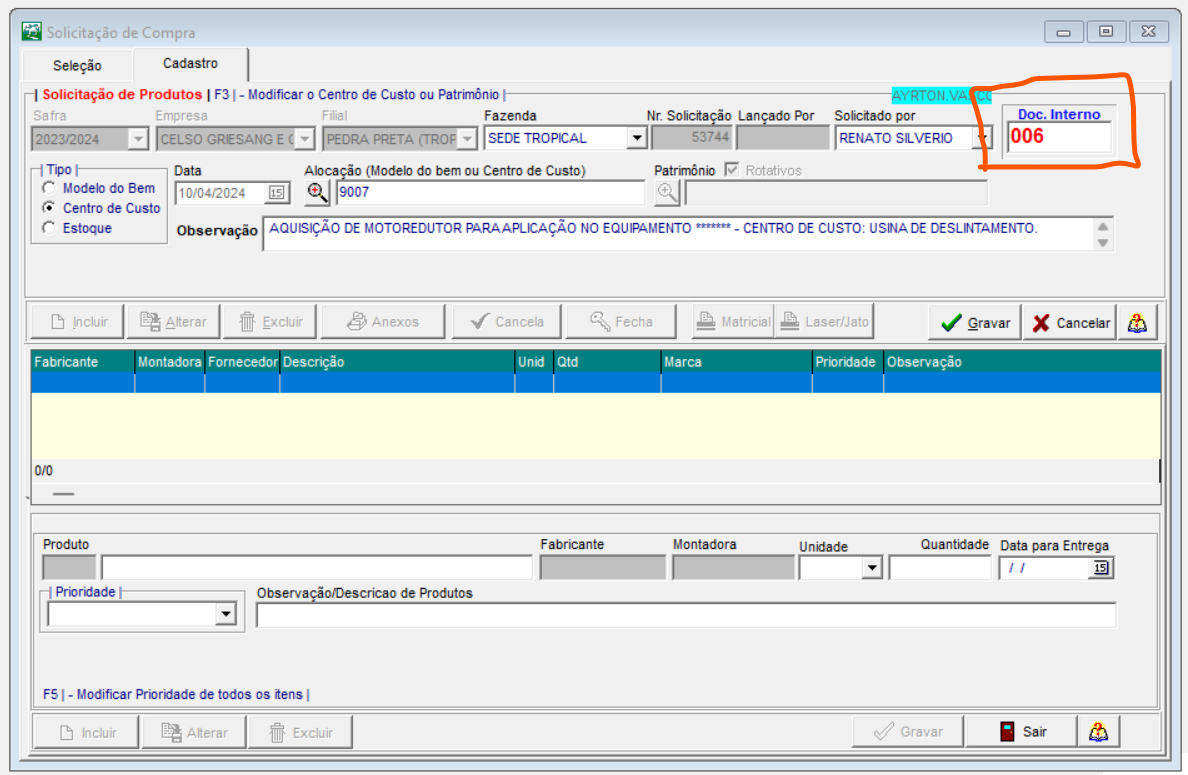 Solicitação de Compra
Seleção Cadastro
| Solicitação de Produtos | F3 | - Modificar o Centro de Custo ou Patrimônio |
AYRTON.VASCO
Safra Empresa Filial Fazenda Nr. Solicitação Lançado Por Solicitado por Doc. Interno
2023/2024 CELSO GRIESANG E PEDRA PRETA (TROP SEDE TROPICAL 53744 RENATO SILVERIO 006
| Tipo | Data Alocação (Modelo do bem ou Centro de Custo) Patrimônio Rotativos
Modelo do Bem 10/04/2024 15 9007
Centro de Custo
Estoque Observação AQUISIÇÃO DE MOTOREDUTOR PARA APLICAÇÃO NO EQUIPAMENTO ******* - CENTRO DE CUSTO: USINA DE DESLINTAMENTO.
Incluir Alterar Excluir Anexos Cancela Fecha Matricial Laser/Jato Gravar Cancelar
Fabricante Montadora Fornecedor Descrição Unid Qtd Marca Prioridade Observação
0/0
Produto Fabricante Montadora Unidade Quantidade Data para Entrega
/ / 15
| Prioridade | Observação/Descricao de Produtos
F5 | - Modificar Prioridade de todos os itens |
Incluir Alterar Excluir Gravar Sair